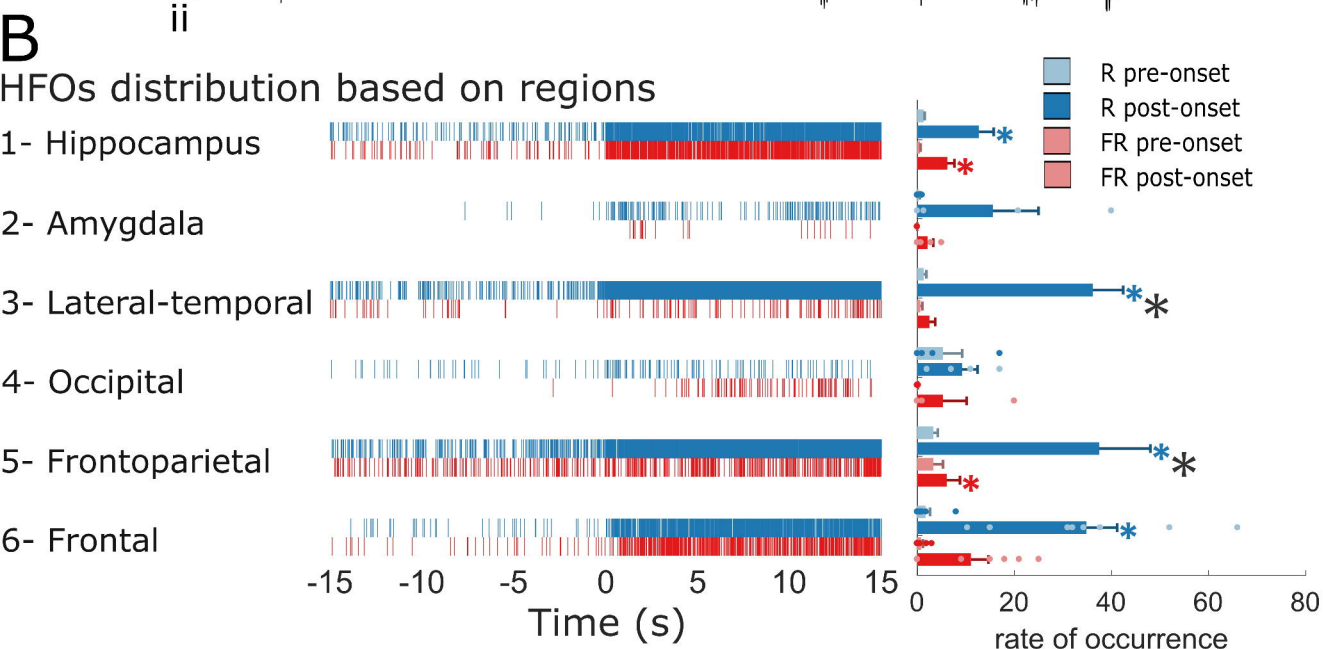 ii
B
HFOs distribution based on regions
R pre-onset
R post-onset
FR pre-onset
FR post-onset
1- Hippocampus
*
*
2- Amygdala
3- Lateral-temporal
* *
4- Occipital
5- Frontoparietal
* *
*
6- Frontal
*
-15 -10 -5 0 5 10 15
Time (s)
0 20 40 60 80
rate of occurrence